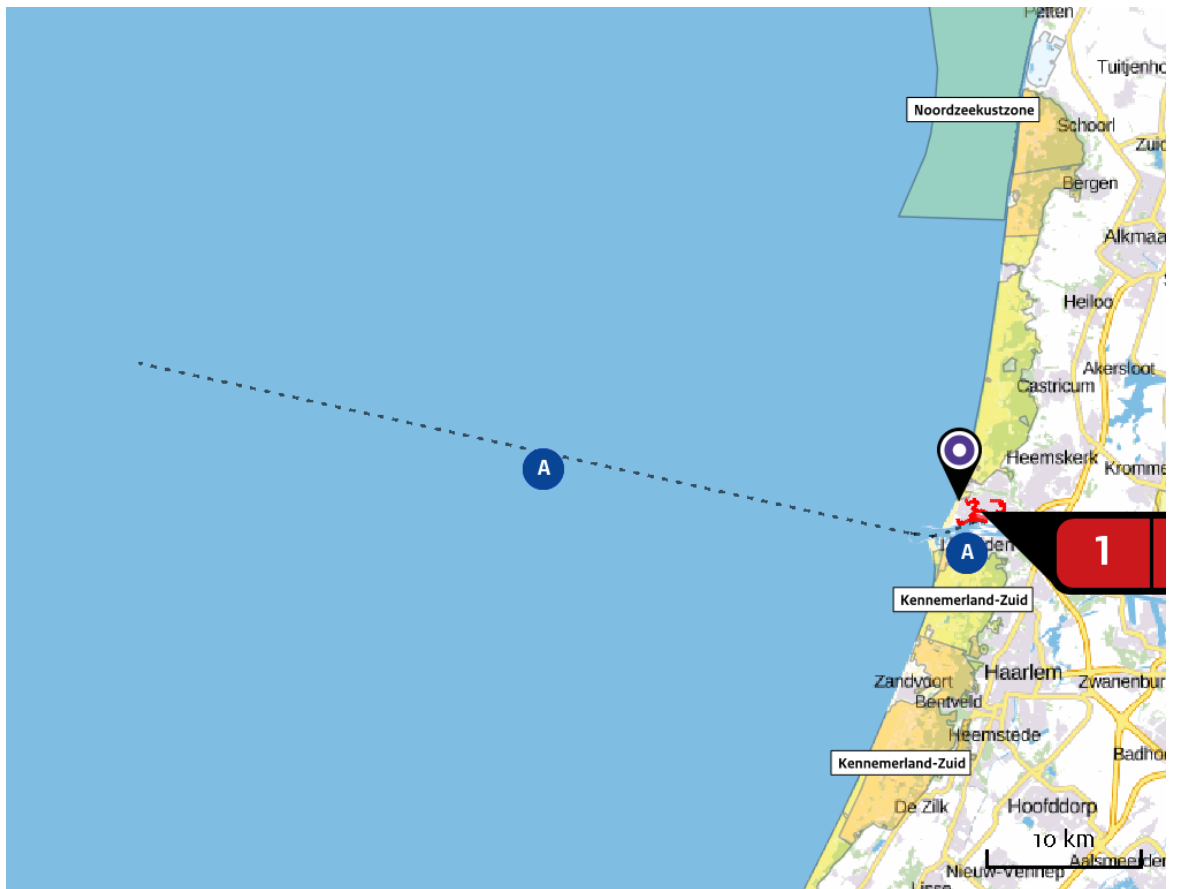 Petten
Tuitjenho
Noordzeekustzone
Schoorl
Zuid
Bergen
Alkmaa
Heiloo
Akersloot
Castricum
Heemskerk
Kromme
A
1
A
Kennemerland-Zuid
Haarlem
Zandvoort
Zwanenbur
Bentveld
Heemstede
Badho
Kennemerland-Zuid
De Zilk
Hoofddorp
10 km
Aalsmeerder
Nieuw-Vennep
Lisse